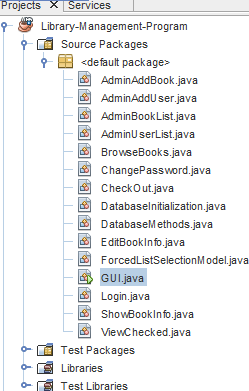 Projects X Services
Library-Management-Program
Source Packages
<default package>
AdminAddBook.java
AdminAddUser.java
AdminBookList.java
AdminUserList.java
BrowseBooks.java
ChangePassword.java
CheckOut.java
DatabaseInitialization.java
DatabaseMethods.java
EditBookInfo.java
ForcedListSelectionModel.java
GUI.java
Login.java
ShowBookInfo.java
ViewChecked.java
Test Packages
Libraries
Test Libraries